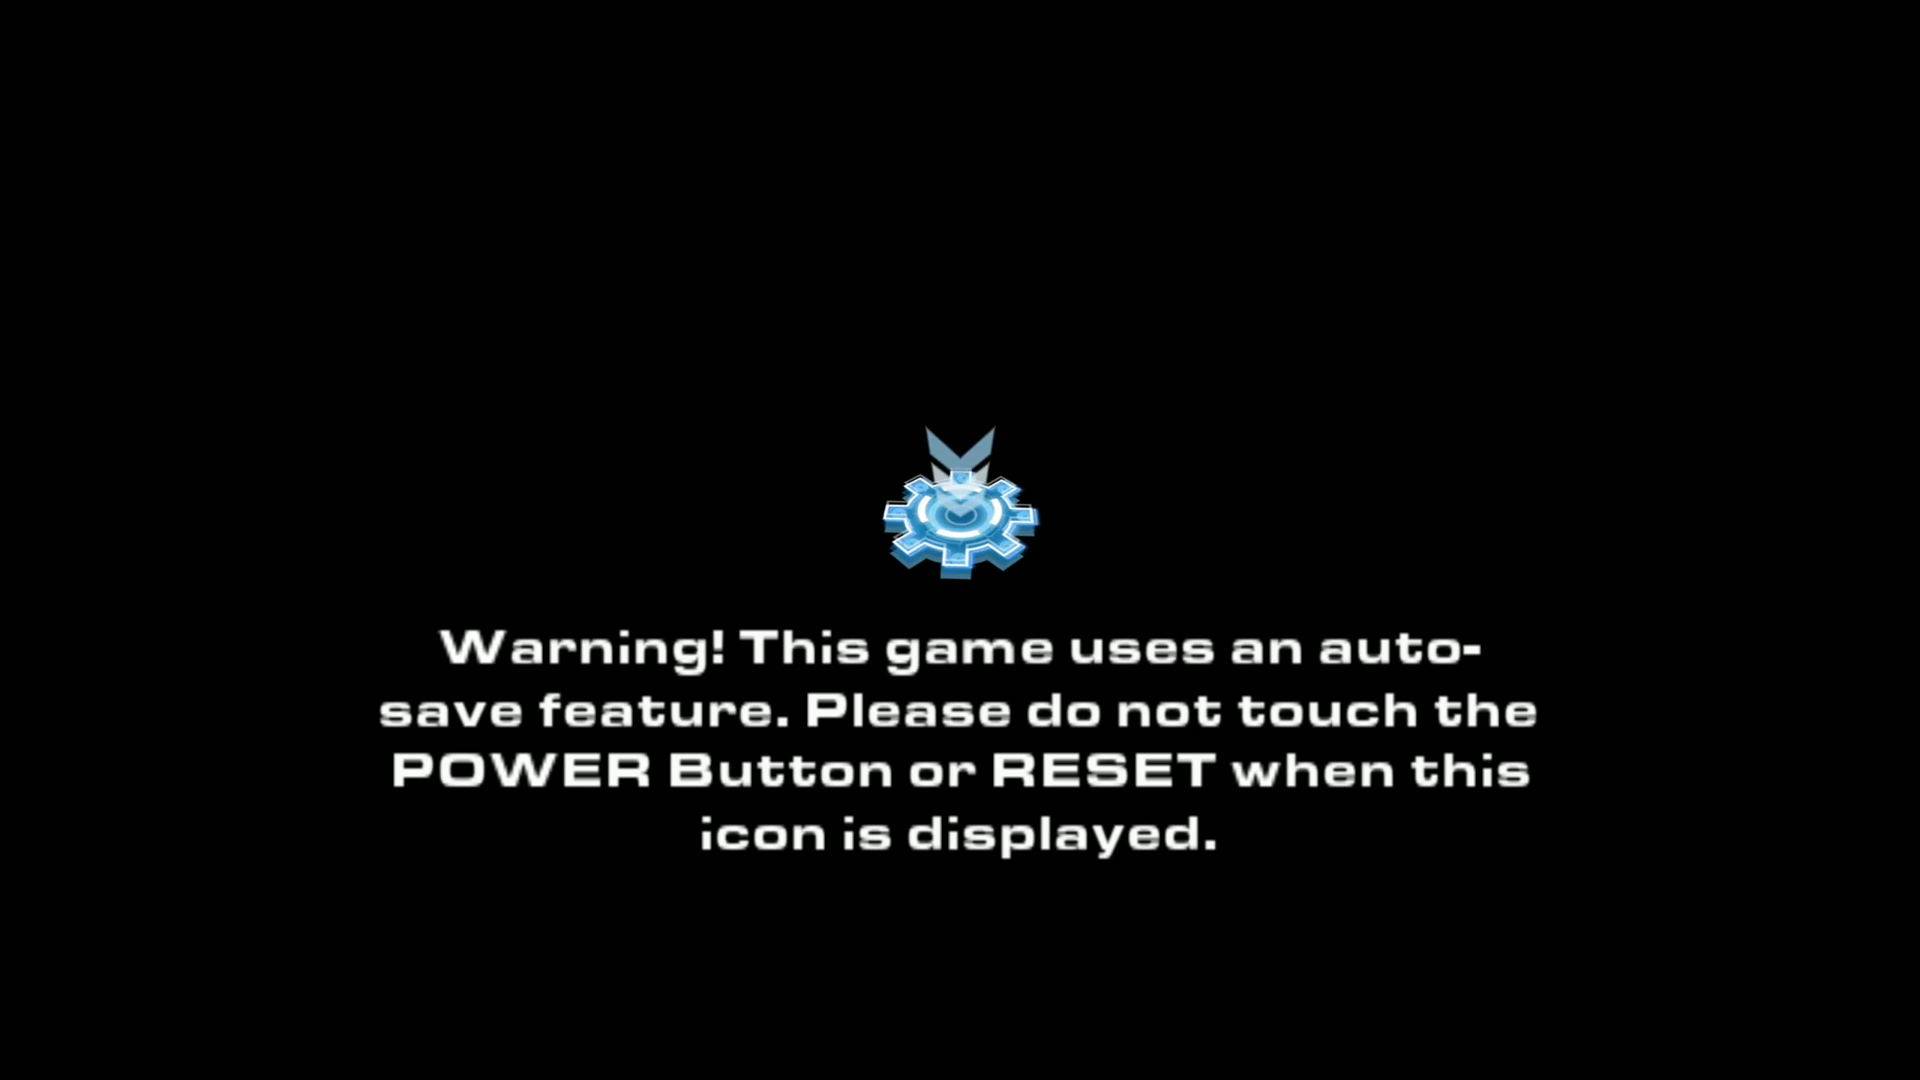 Warning! This game uses an auto-
save feature. Please do not touch the
POWER Button or RESET when this
icon is displayed.